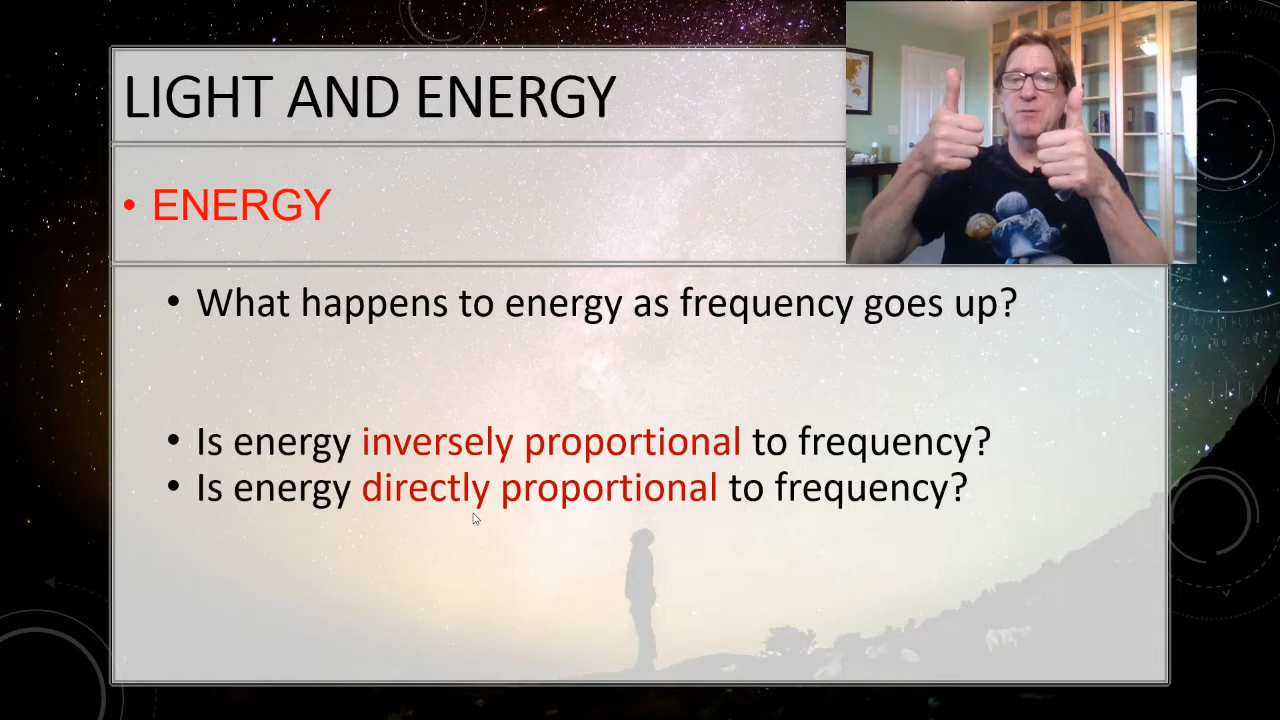 LIGHT AND ENERGY
• ENERGY
• What happens to energy as frequency goes up?
• Is energy inversely proportional to frequency?
• Is energy directly proportional to frequency?